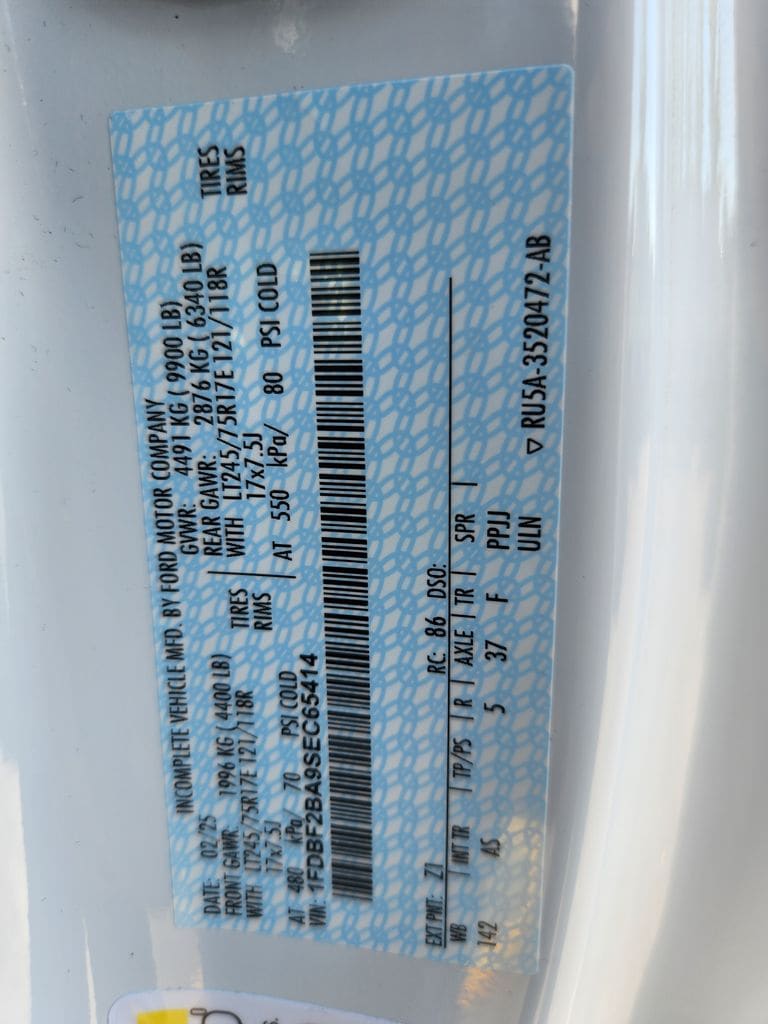 INCOMPLETE VEHICLE MFD. BY FORD MOTOR COMPANY
DATE: 02/25 GVWR: 4491 KG ( 9900 LB)
FRONT GAWR: 1996 KG ( 4400 LB) REAR GAWR: 2876 KG ( 6340 LB)
WITH LT245/75R17E 121/118R TIRES WITH LT245/75R17E 121/118R TIRES
17x7.5J RIMS 17x7.5J RIMS
AT 480 kPa/ 70 PSI COLD AT 550 kPa/ 80 PSI COLD
VIN: 1FDBF2BA9SEC65414
EXT PNT: Z1 RC: 86 DSO:
WB INT TR TP/PS R AXLE TR SPR
142 AS 5 37 F PPJJ
ULN
▽ RU5A-3520472-AB